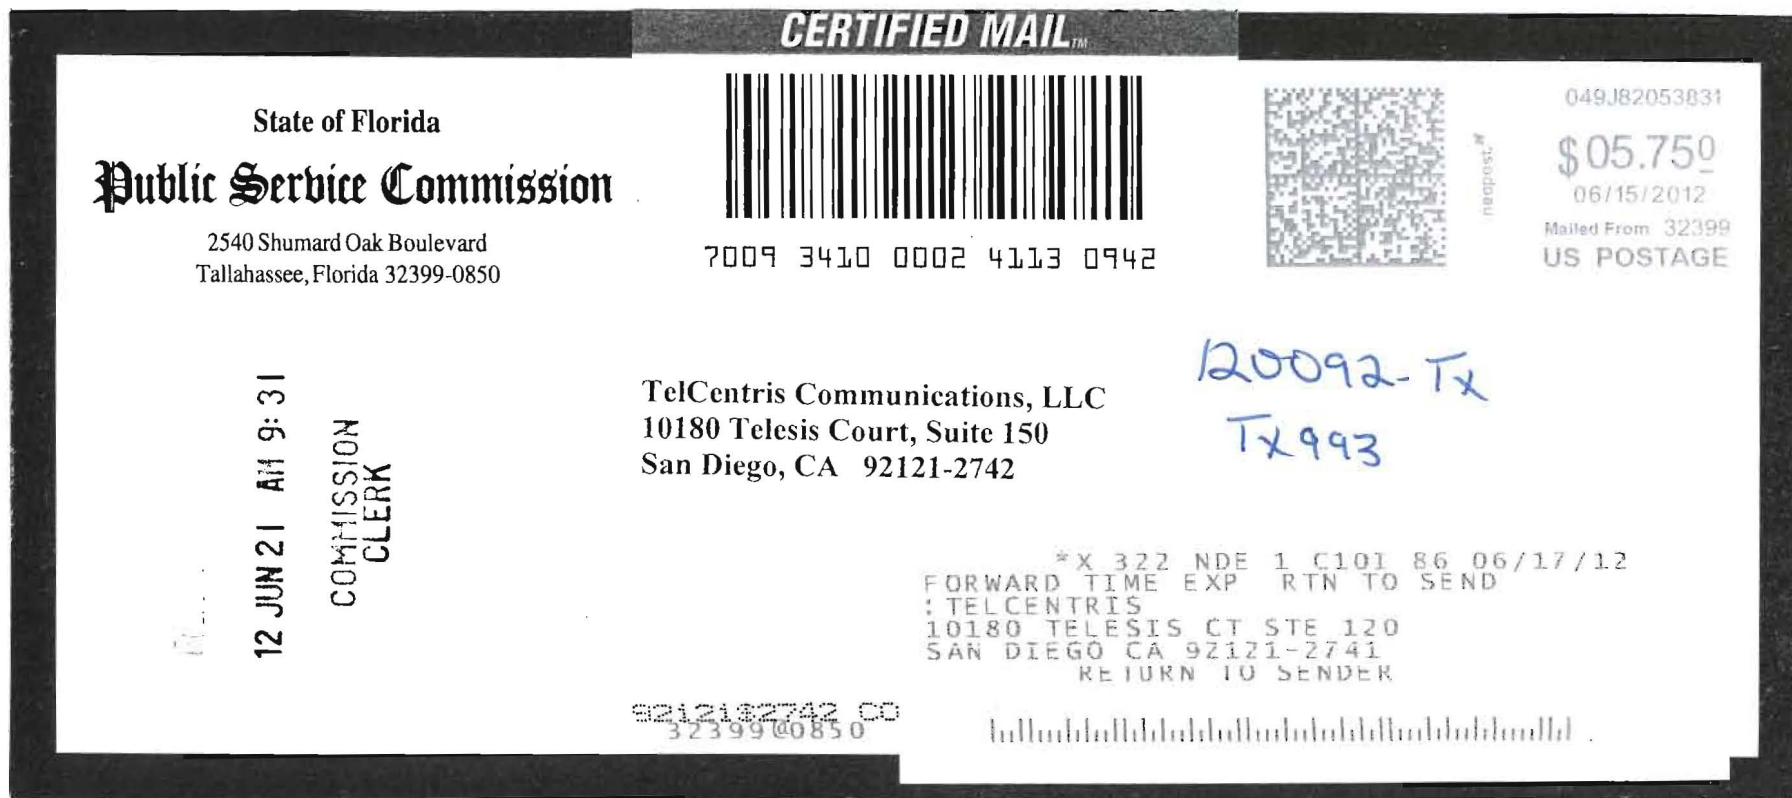 CERTIFIED MAIL™
State of Florida
Public Service Commission
2540 Shumard Oak Boulevard
Tallahassee, Florida 32399-0850
7009 3410 0002 4113 0942
neopost
049J82053831
$05.750
06/15/2012
Mailed From 32399
US POSTAGE
12 JUN 21 AM 9:31
COMMISSION
CLERK
TelCentris Communications, LLC
10180 Telesis Court, Suite 150
San Diego, CA 92121-2742
120092-TX
TX993
*X 322 NDE 1 C10I 86 06/17/12
FORWARD TIME EXP RTN TO SEND
: TELCENTRIS
10180 TELESIS CT STE 120
SAN DIEGO CA 92121-2741
RETURN TO SENDER
92121$2742 CO
32399@0850